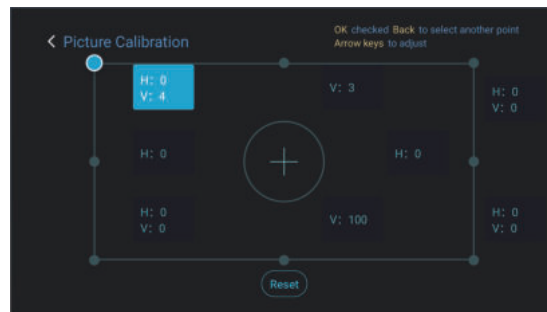 Picture Calibration
OK checked Back to select another point
Arrow keys to adjust
H: 0
V: 4
V: 3
H: 0
V: 0
H: 0
H: 0
H: 0
V: 0
V: 100
H: 0
V: 0
Reset